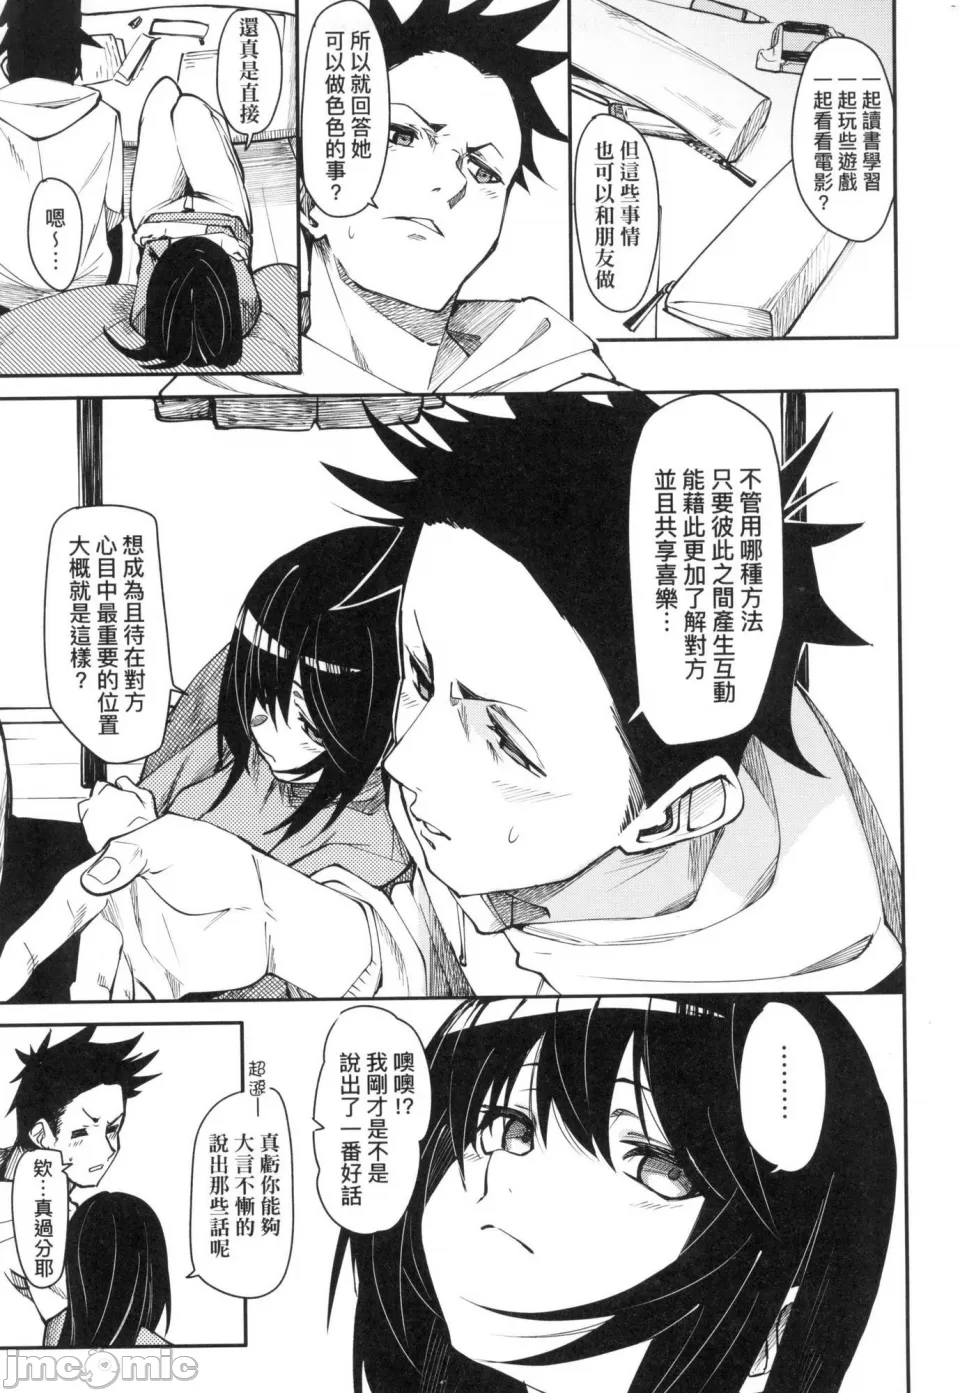 一起讀書學習
一起玩些遊戲
一起看看電影？
但這些事情
也可以和朋友做
所以就回答她
可以做色色的事？
還真是直接
嗯～…
不管用哪種方法
只要彼此之間產生互動
能藉此更加了解對方
並且共享喜樂…
想成為且待在對方
心目中最重要的位置
大概就是這樣？
………
噢噢!?
我剛才是不是
說出了一番好話
超遜—
真虧你能夠
大言不慚的
說出那些話呢
欸…真過分耶
jmcomic